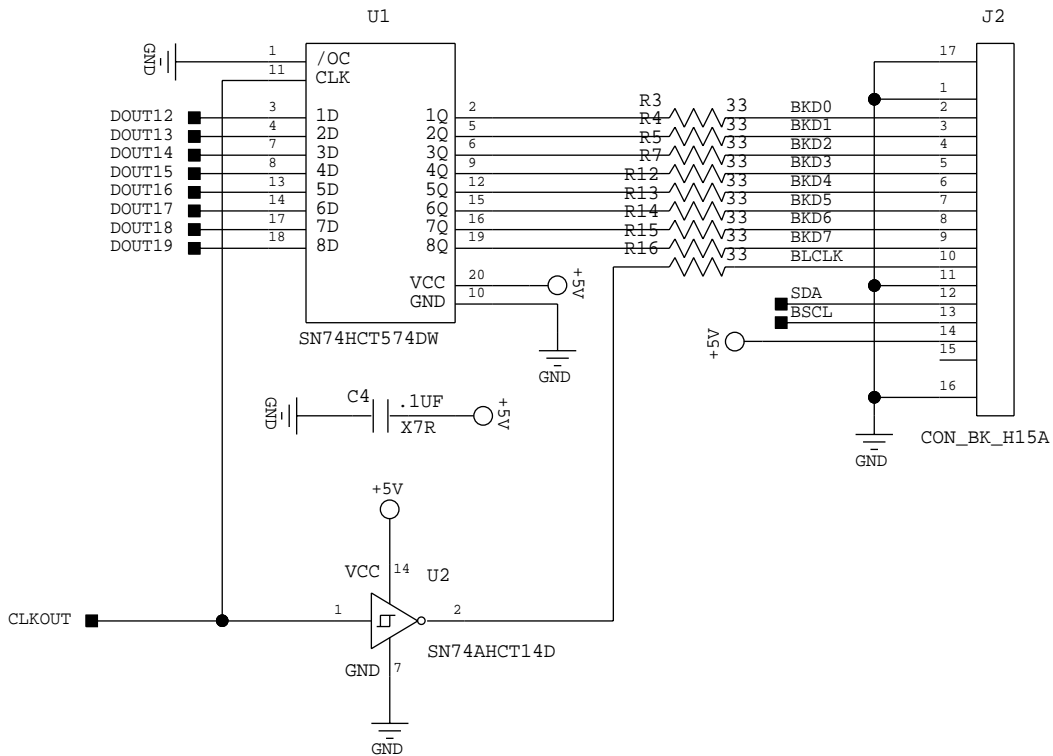 U1
J2
GND
1
/OC
11
CLK
17
1
DOUT12
3
1D
1Q
2
R3
33
BKD0
2
DOUT13
4
2D
2Q
5
R4
33
BKD1
3
DOUT14
7
3D
3Q
6
R5
33
BKD2
4
DOUT15
8
4D
4Q
9
R7
33
BKD3
5
DOUT16
13
5D
5Q
12
R12
33
BKD4
6
DOUT17
14
6D
6Q
15
R13
33
BKD5
7
DOUT18
17
7D
7Q
16
R14
33
BKD6
8
DOUT19
18
8D
8Q
19
R15
33
BKD7
9
R16
33
BLCLK
10
VCC
20
+5V
11
GND
10
SDA
12
BSCL
13
SN74HCT574DW
+5V
14
15
GND
16
GND
C4
.1UF
X7R
+5V
CON_BK_H15A
GND
+5V
VCC
14
U2
CLKOUT
1
2
SN74AHCT14D
GND
7
GND